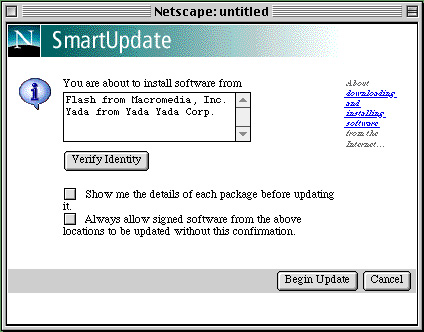 Netscape: untitled
N SmartUpdate
You are about to install software from
Flash from Macromedia, Inc.
Yada from Yada Yada Corp.
Verify Identity
Show me the details of each package before updating
it.
Always allow signed software from the above
locations to be updated without this confirmation.
About
downloading
and
installing
software
from the
Internet...
Begin Update
Cancel